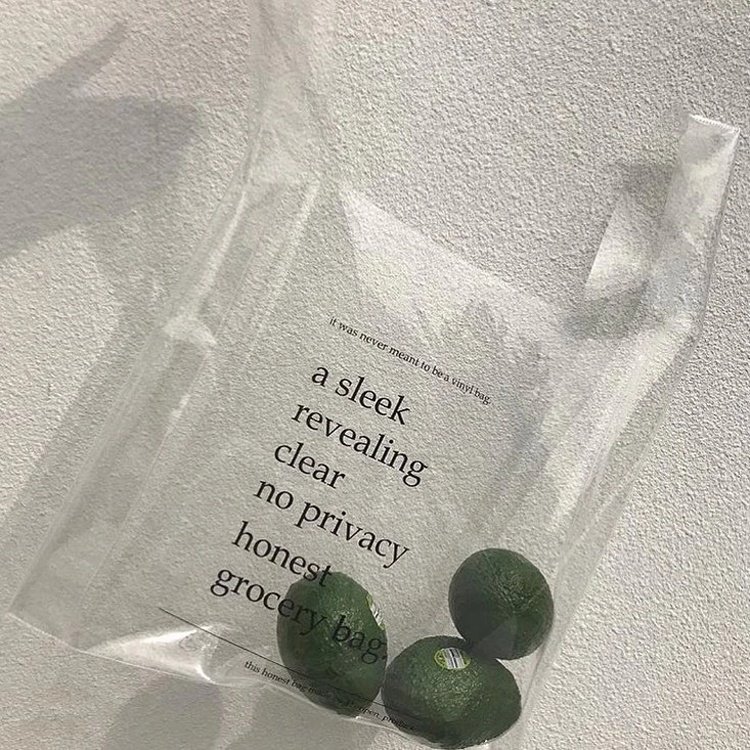 it was never meant to be a vinyl bag.
a sleek
revealing
clear
no privacy
honest
grocery bag.
this honest bag